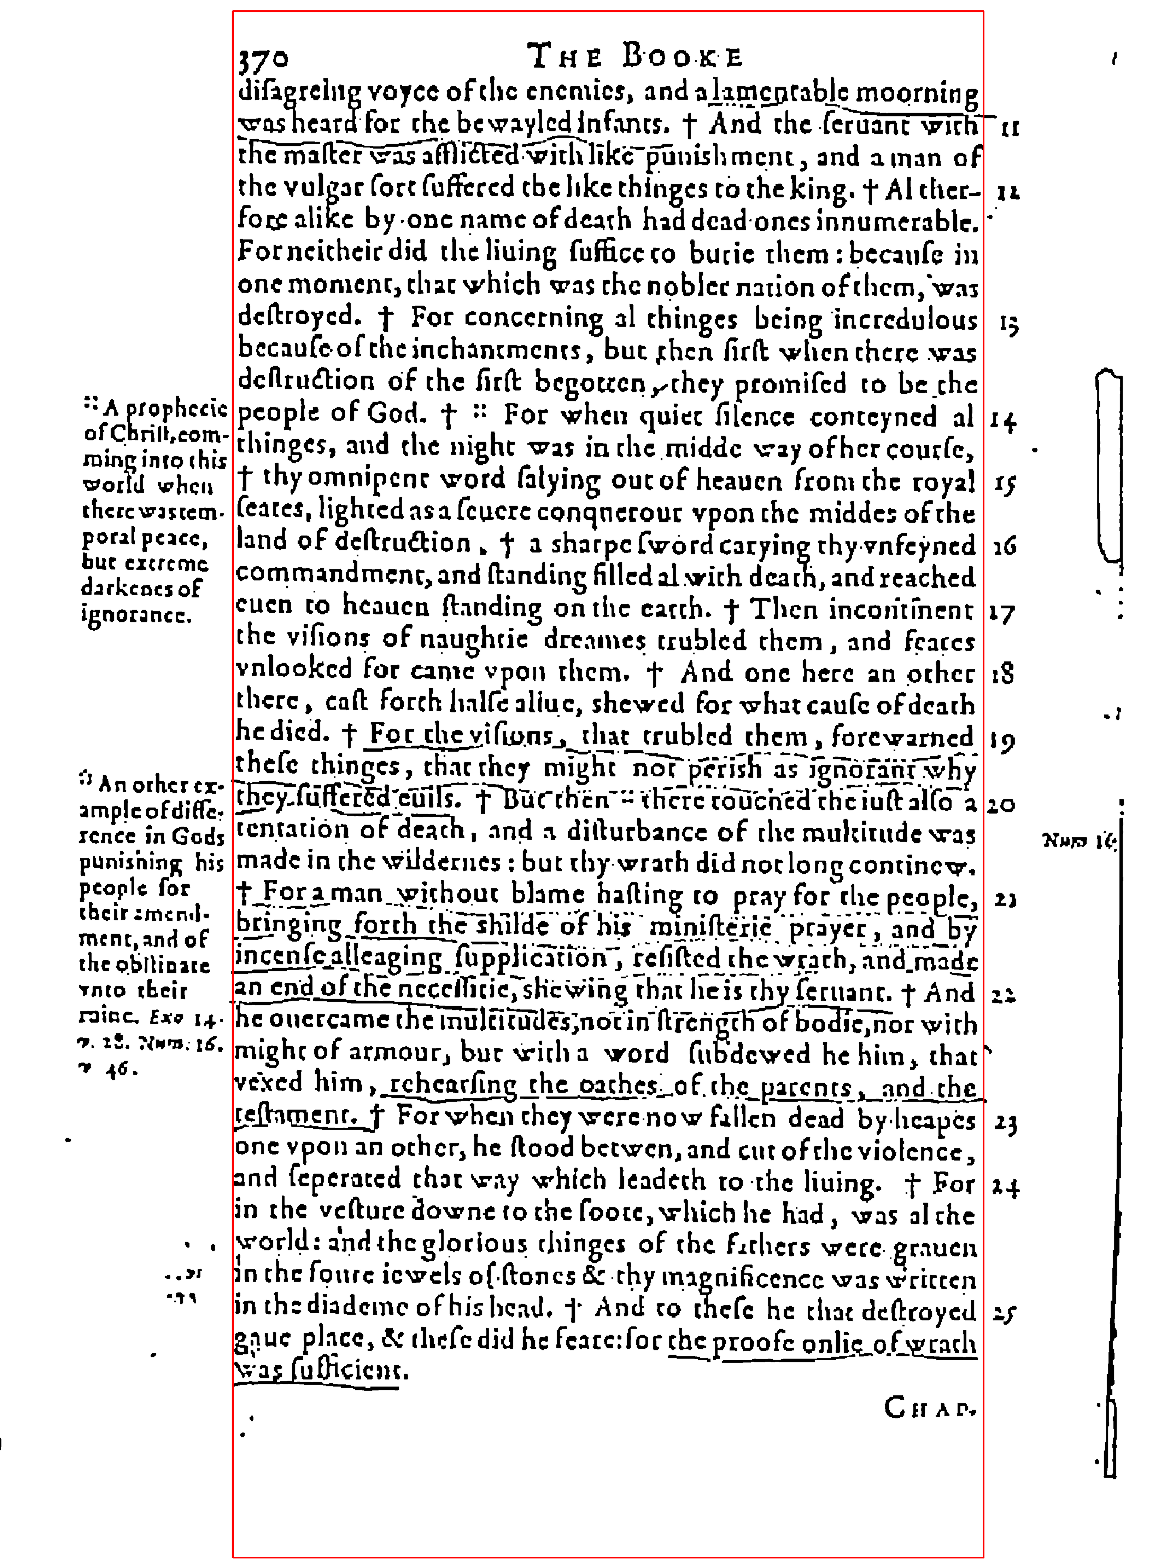 370 THE BOOKE
disagreing voyce of the enemies, and a lamentable moorning
was heard for the bewayled infants. † And the seruant with 11
the master was afflicted with like punishment, and a man of
the vulgar sort suffered the like thinges to the king. † Al ther- 12
fore alike by one name of death had dead ones innumerable.
For neitheir did the liuing suffice to burie them: because in
one moment, that which was the nobler nation of them, was
destroyed. † For concerning al thinges being incredulous 13
because of the inchantments, but then first when there was
destruction of the first begotten, they promised to be the
people of God. † :: For when quiet silence conteyned al 14
thinges, and the night was in the midde way of her course,
† thy omnipent word salying out of heauen from the royal 15
seates, lighted as a seuere conquerour vpon the middes of the
land of destruction. † a sharpe sword carying thy vnfeyned 16
commandment, and standing filled al with death, and reached
euen to heauen standing on the earth. † Then incontinent 17
the visions of naughtie dreames trubled them, and feares
vnlooked for came vpon them. † And one here an other 18
there, cast forth halfe aliue, shewed for what cause of death
he died. † For the visions, that trubled them, forewarned 19
these thinges, that they might not perish as ignorant why
they suffered euils. † But then :: there touched the iust also a 20
tentation of death, and a disturbance of the multitude was
made in the wildernes: but thy wrath did not long continew.
† For a man without blame hasting to pray for the people, 21
bringing forth the shilde of his ministerie prayer, and by
incense alleaging supplication, resisted the wrath, and made
an end of the necessitie, shewing that he is thy seruant. † And 22
he ouercame the multitudes, not in strength of bodie, nor with
might of armour, but with a word subdewed he him, that
vexed him, rehearsing the oathes of the parents, and the
testament. † For when they were now fallen dead by heapes 23
one vpon an other, he stood betwen, and cut of the violence,
and seperated that way which leadeth to the liuing. † For 24
in the vesture downe to the foote, which he had, was al the
world: and the glorious thinges of the fathers were grauen
in the foure iewels of stones & thy magnificence was written
in the diademe of his head. † And to these he that destroyed 25
gaue place, & these did he feare: for the proofe onlie of wrath
was sufficient.
CHAP.
:: A prophecie
of Christ, com-
ming into this
world when
there was tem-
poral peace,
but extreme
darkenes of
ignorance.
:: An other ex-
ample of diffe-
rence in Gods
punishing his
people for
their amend-
ment, and of
the obstinate
vnto their
ruine. Exo 14.
v. 28. Num. 16.
v 46.
Num 16.